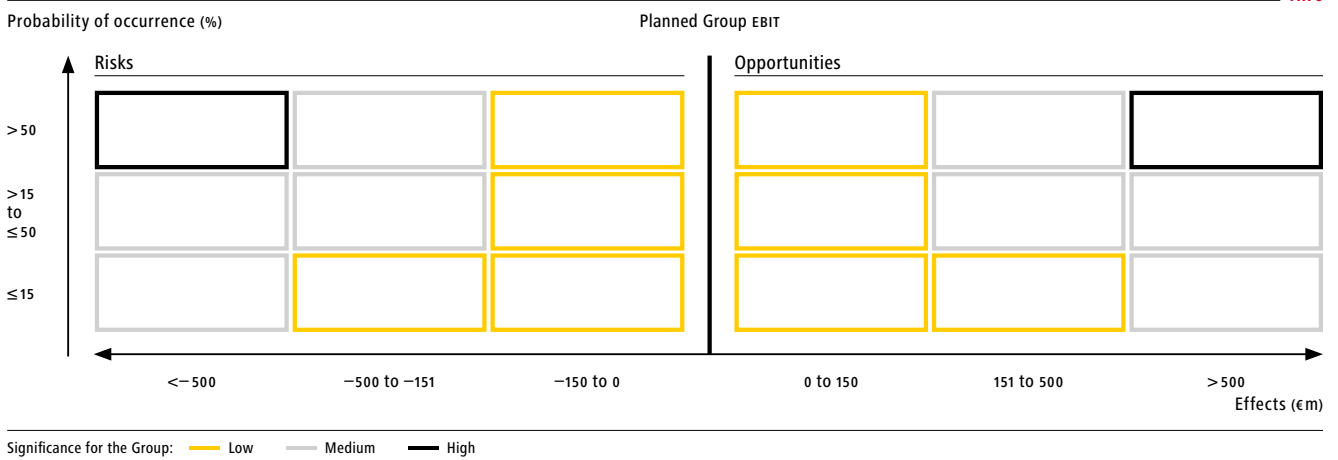 Probability of occurrence (%)
Planned Group EBIT
Risks
Opportunities
>50
>15
to
≤50
≤15
<−500
−500 to −151
−150 to 0
0 to 150
151 to 500
>500
Effects (€m)
Significance for the Group: Low Medium High